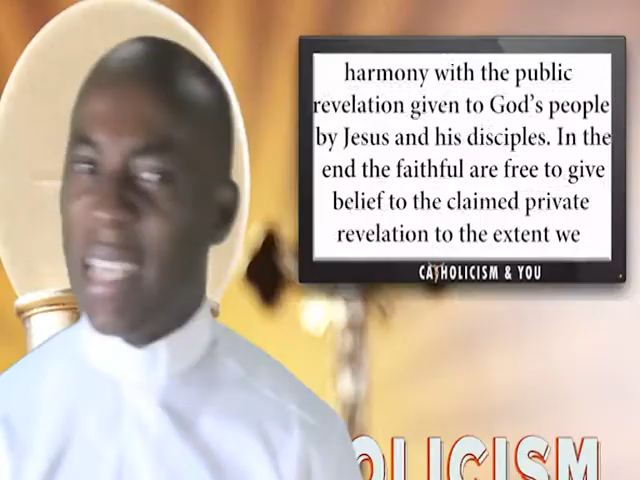 harmony with the public
revelation given to God's people
by Jesus and his disciples. In the
end the faithful are free to give
belief to the claimed private
revelation to the extent we
CATHOLICISM & YOU
OLICISM